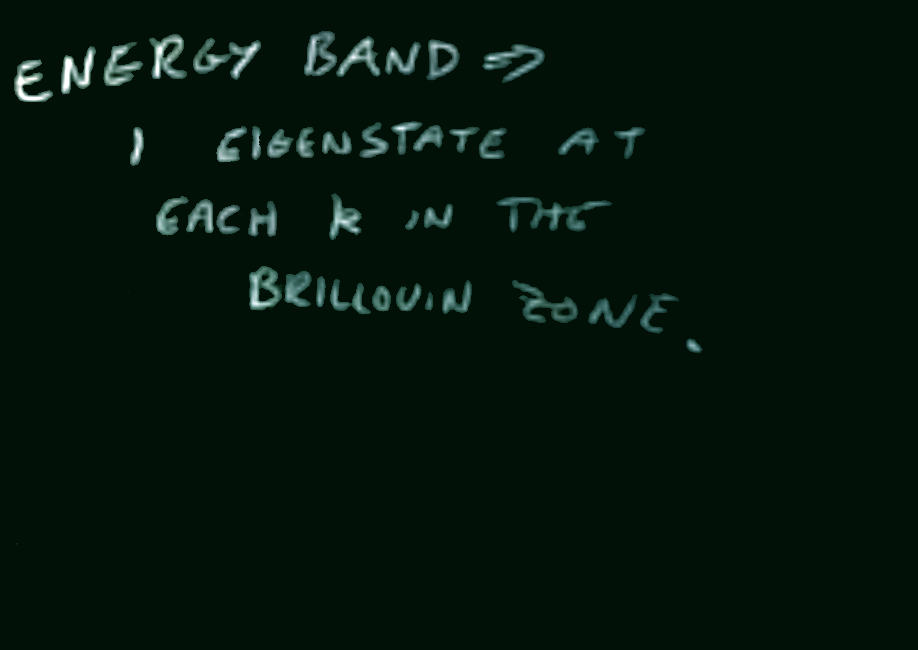 ENERGY BAND ⇒
1 EIGENSTATE AT
EACH k IN THE
BRILLOUIN ZONE.